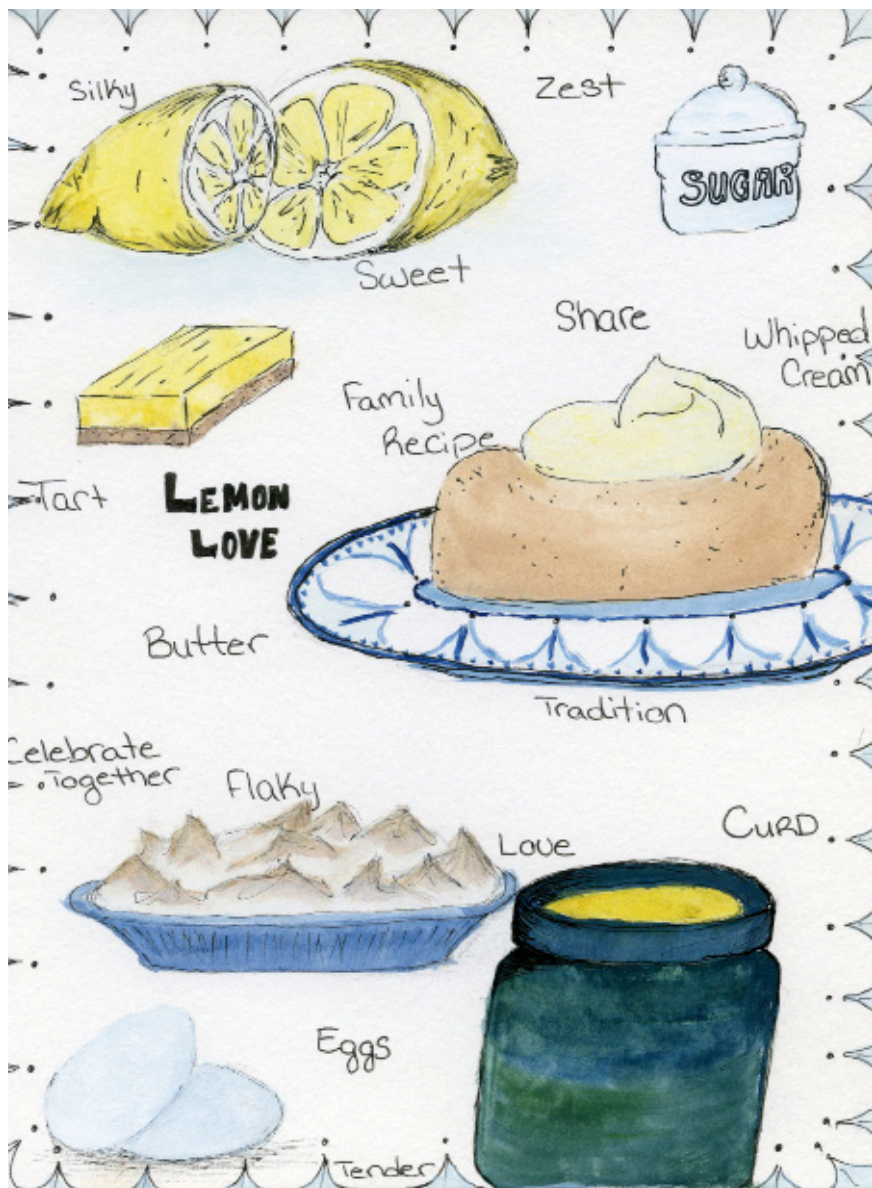 Silky
Zest
SUGAR
Sweet
Share
Whipped
Cream
Family
Recipe
Tart
LEMON
LOVE
Butter
Tradition
Celebrate
Together
Flaky
Love
CURD
Eggs
Tender